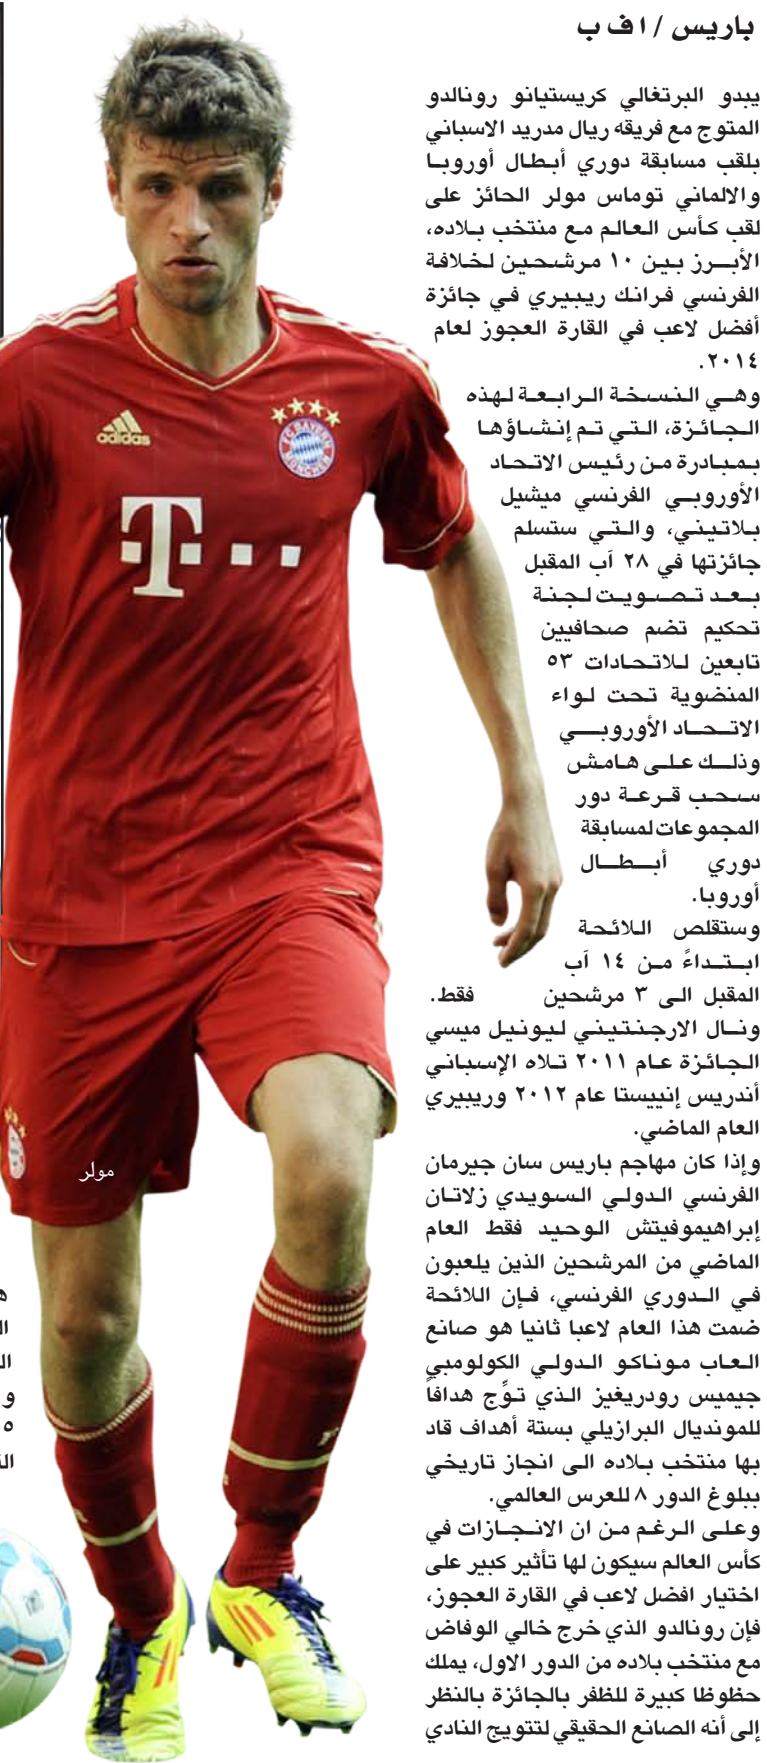 باريس / ا ف ب
يبدو البرتغالي كريستيانو رونالدو
المتوج مع فريقه ريال مدريد الاسباني
بلقب مسابقة دوري أبطال أوروبا
والالماني توماس مولر الحائز على
لقب كأس العالم مع منتخب بلاده،
الأبرز بين ١٠ مرشحين لخلافة
الفرنسي فرانك ريبيري في جائزة
أفضل لاعب في القارة العجوز لعام
٢٠١٤.
وهي النسخة الرابعة لهذه
الجائزة، التي تم إنشاؤها
بمبادرة من رئيس الاتحاد
الأوروبي الفرنسي ميشيل
بلاتيني، والتي ستسلم
جائزتها في ٢٨ آب المقبل
بعد تصويت لجنة
تحكيم تضم صحافيين
تابعين للاتحادات ٥٣
المنضوية تحت لواء
الاتحاد الأوروبي
وذلك على هامش
سحب قرعة دور
المجموعات لمسابقة
دوري أبطال
أوروبا.
وستقلص اللائحة
ابتداءً من ١٤ آب
المقبل الى ٣ مرشحين فقط.
ونال الارجنتيني ليونيل ميسي
الجائزة عام ٢٠١١ تلاه الإسباني
أندريس إنييستا عام ٢٠١٢ وريبيري
العام الماضي.
وإذا كان مهاجم باريس سان جيرمان
الفرنسي الدولي السويدي زلاتان
إبراهيموفيتش الوحيد فقط العام
الماضي من المرشحين الذين يلعبون
في الدوري الفرنسي، فإن اللائحة
ضمت هذا العام لاعبا ثانيا هو صانع
العاب موناكو الدولي الكولومبي
جيميس رودريغيز الذي توِّج هدافاً
للمونديال البرازيلي بستة أهداف قاد
بها منتخب بلاده الى انجاز تاريخي
ببلوغ الدور ٨ للعرس العالمي.
وعلى الرغم من ان الانجازات في
كأس العالم سيكون لها تأثير كبير على
اختيار افضل لاعب في القارة العجوز،
فإن رونالدو الذي خرج خالي الوفاض
مع منتخب بلاده من الدور الاول، يملك
حظوظا كبيرة للظفر بالجائزة بالنظر
إلى أنه الصانع الحقيقي لتتويج النادي
adidas
FC BAYERN
MÜNCHEN
T
مولر